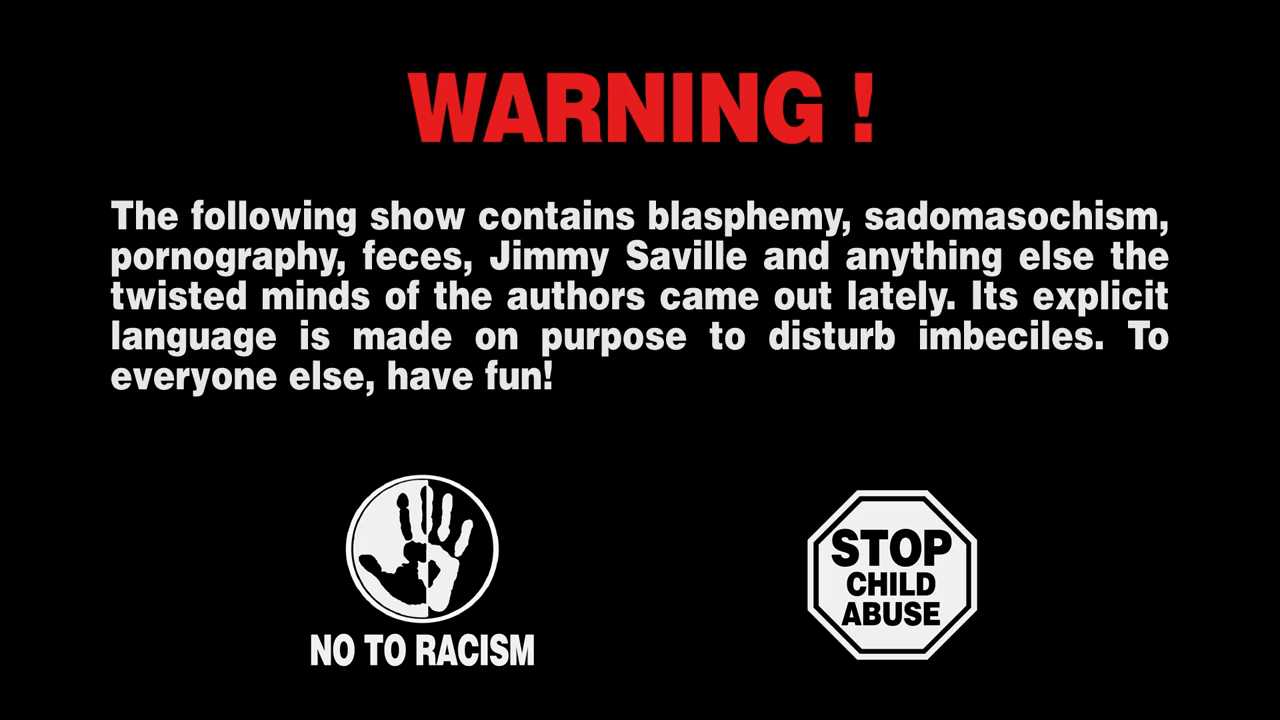 WARNING !
The following show contains blasphemy, sadomasochism,
pornography, feces, Jimmy Saville and anything else the
twisted minds of the authors came out lately. Its explicit
language is made on purpose to disturb imbeciles. To
everyone else, have fun!
NO TO RACISM
STOP
CHILD
ABUSE